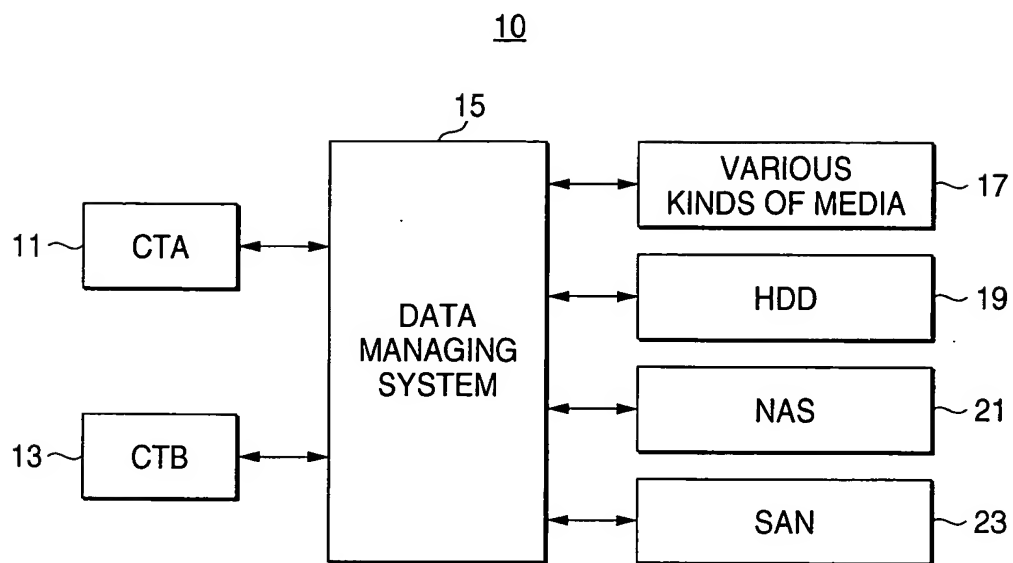 10
15
11
CTA
13
CTB
DATA
MANAGING
SYSTEM
VARIOUS
KINDS OF MEDIA
17
HDD
19
NAS
21
SAN
23